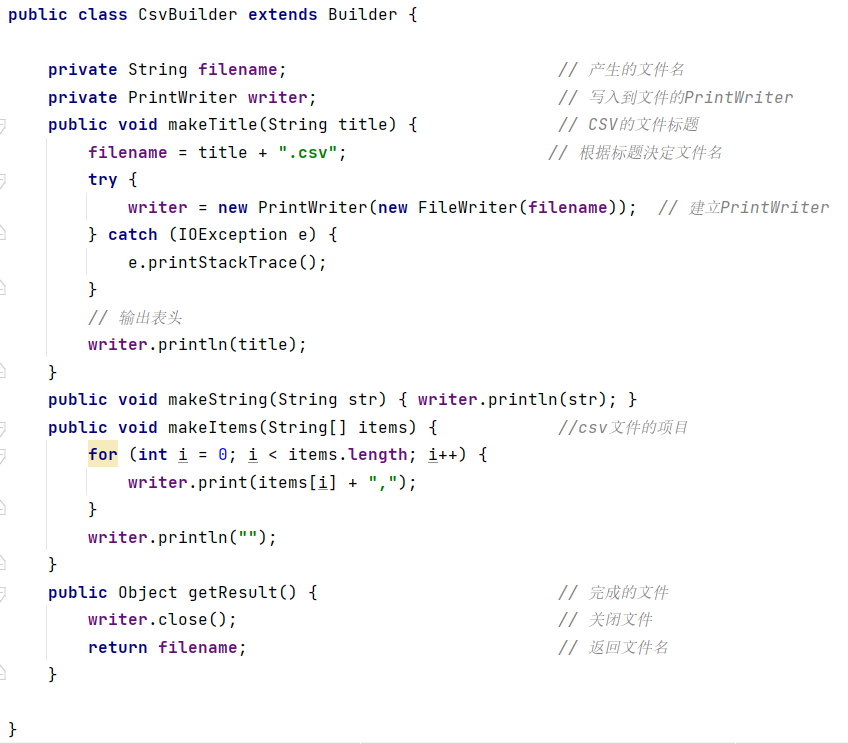 public class CsvBuilder extends Builder {
private String filename; // 产生的文件名
private PrintWriter writer; // 写入到文件的PrintWriter
public void makeTitle(String title) { // CSV的文件标题
filename = title + ".csv"; // 根据标题決定文件名
try {
writer = new PrintWriter(new FileWriter(filename)); // 建立PrintWriter
} catch (IOException e) {
e.printStackTrace();
}
// 输出表头
writer.println(title);
}
public void makeString(String str) { writer.println(str); }
public void makeItems(String[] items) { //csv文件的项目
for (int i = 0; i < items.length; i++) {
writer.print(items[i] + ",");
}
writer.println("");
}
public Object getResult() { // 完成的文件
writer.close(); // 关闭文件
return filename; // 返回文件名
}
}